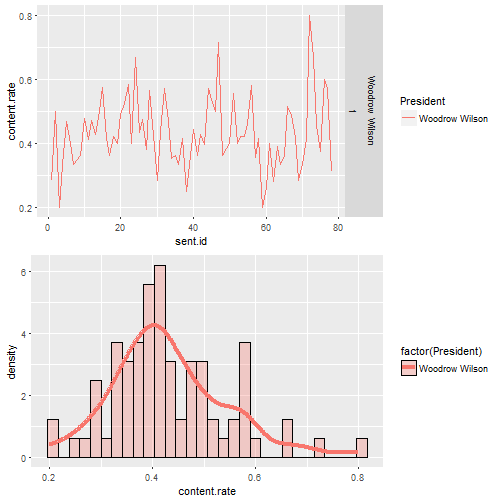 content.rate
0.8
0.6
0.4
0.2
0
20
40
60
80
sent.id
Woodrow Wilson
1
President
Woodrow Wilson
density
6
4
2
0
0.2
0.4
0.6
0.8
content.rate
factor(President)
Woodrow Wilson